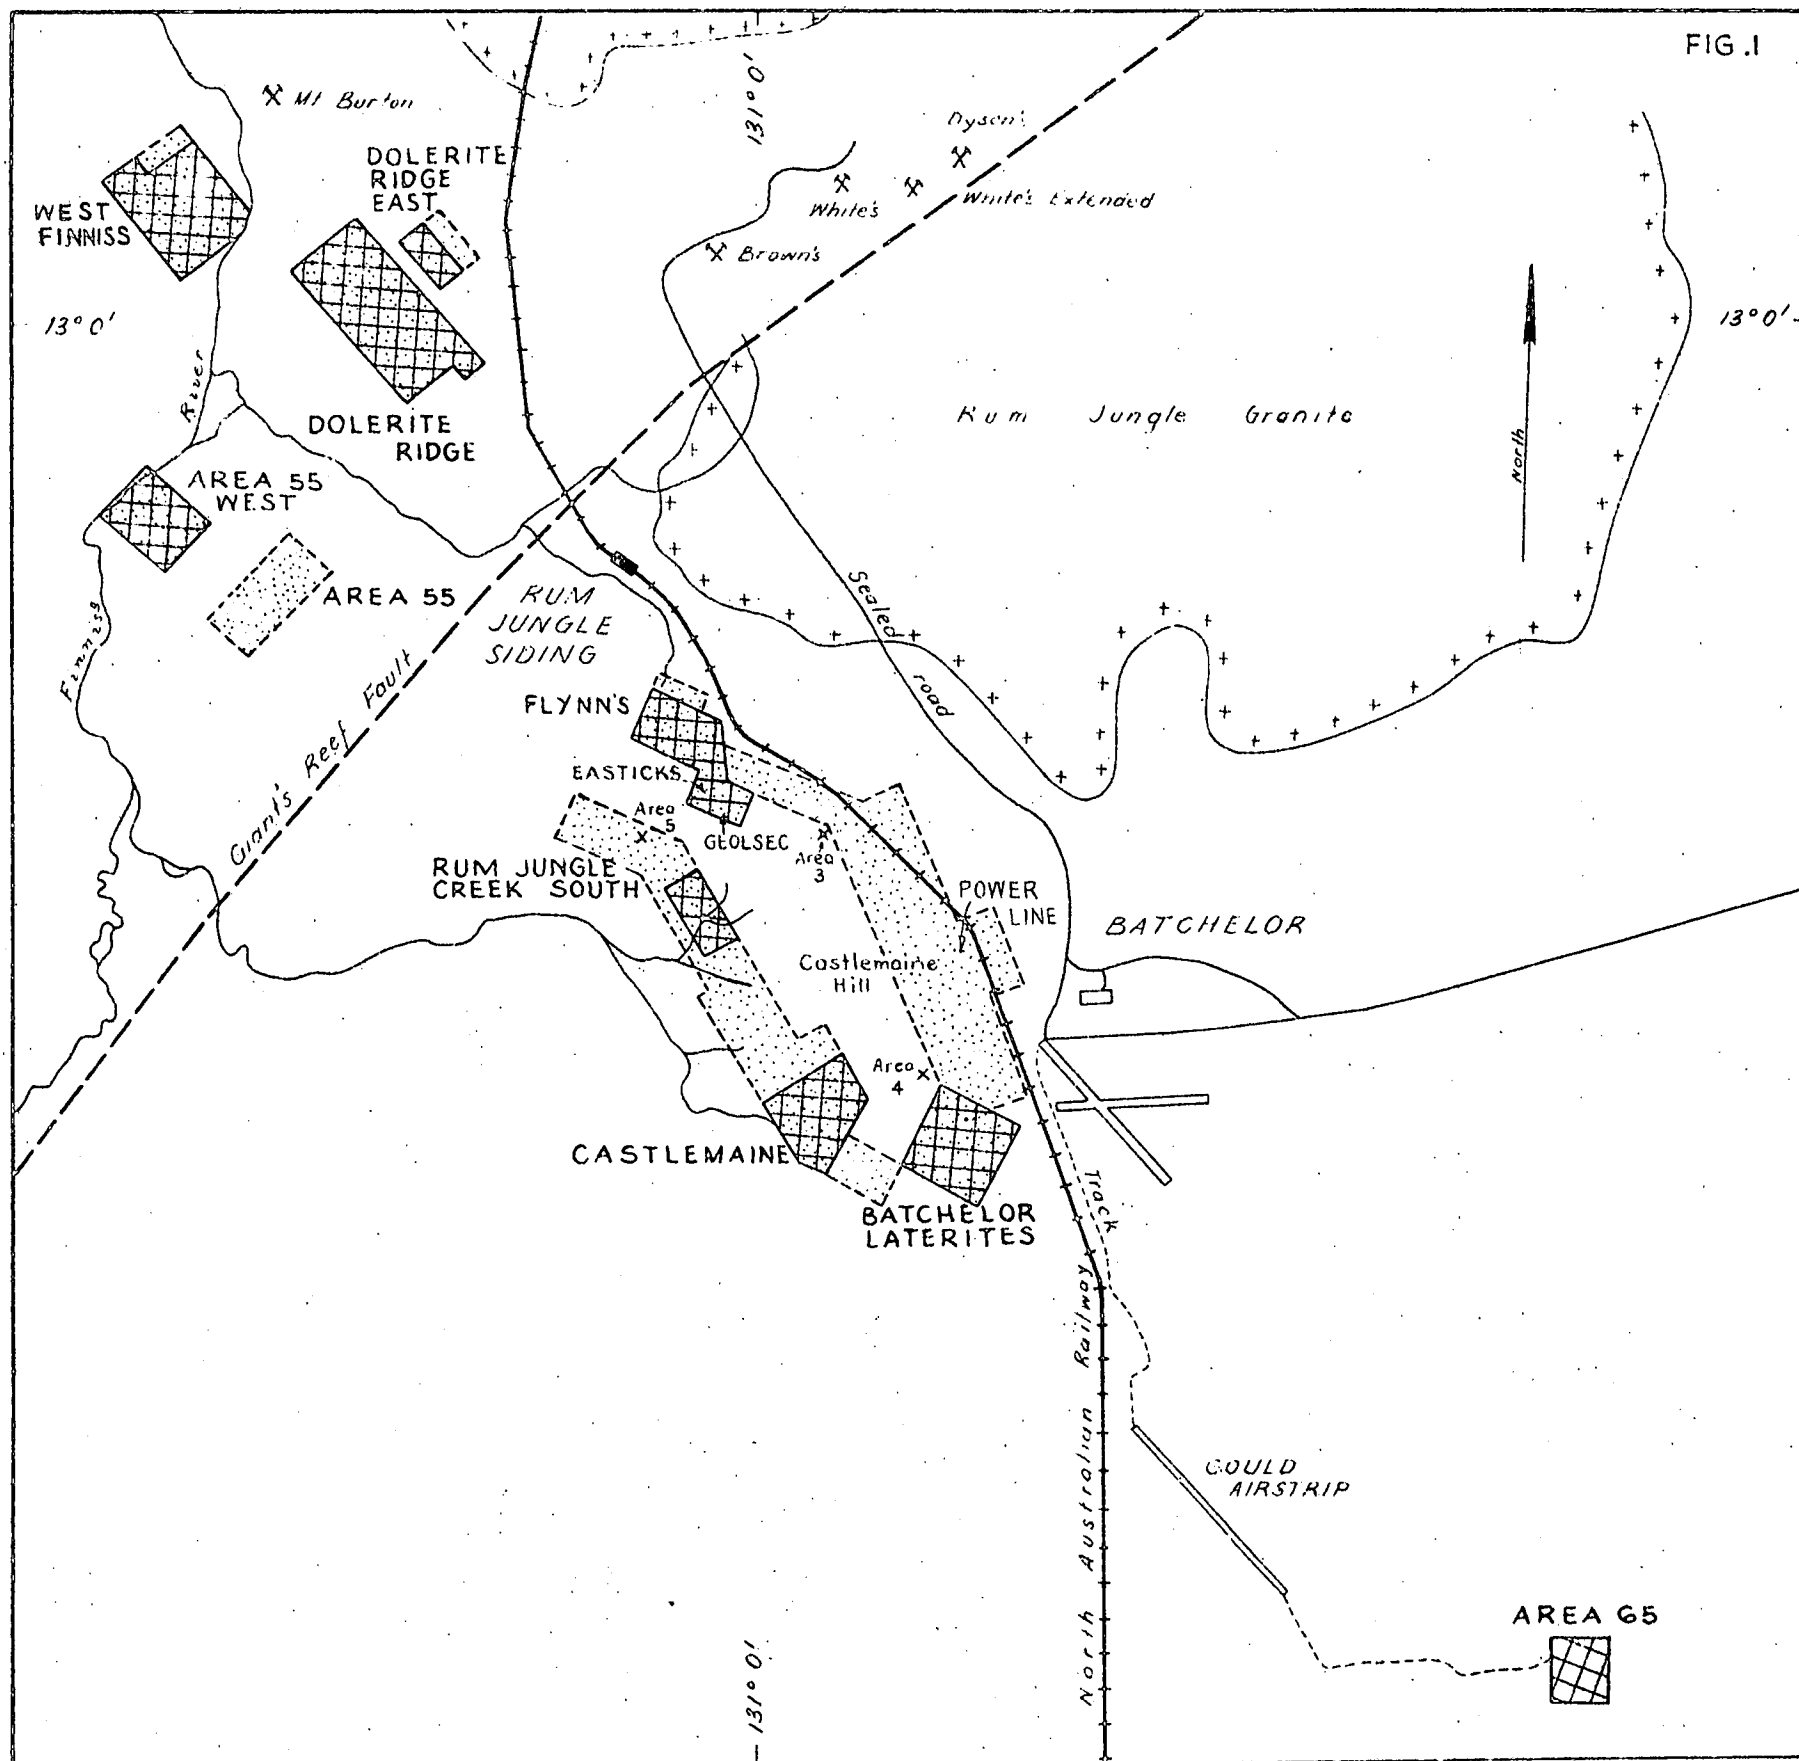 FIG.1
Mt Burton
131°0'
Dyson's
DOLERITE
RIDGE
EAST
WEST
FINNISS
White's
White's Extended
Brown's
13°0'
13°0'
River
Rum Jungle Granite
North
DOLERITE
RIDGE
AREA 55
WEST
AREA 55
RUM
JUNGLE
SIDING
Sealed
road
Finniss
Giant's Reef Fault
FLYNN'S
EASTICKS
Area
5
GEOLSEC
Area
3
RUM JUNGLE
CREEK SOUTH
POWER
LINE
BATCHELOR
Castlemaine
Hill
Area
4
CASTLEMAINE
BATCHELOR
LATERITES
Track
North Australian Railway
GOULD
AIRSTRIP
AREA 65
131°0'